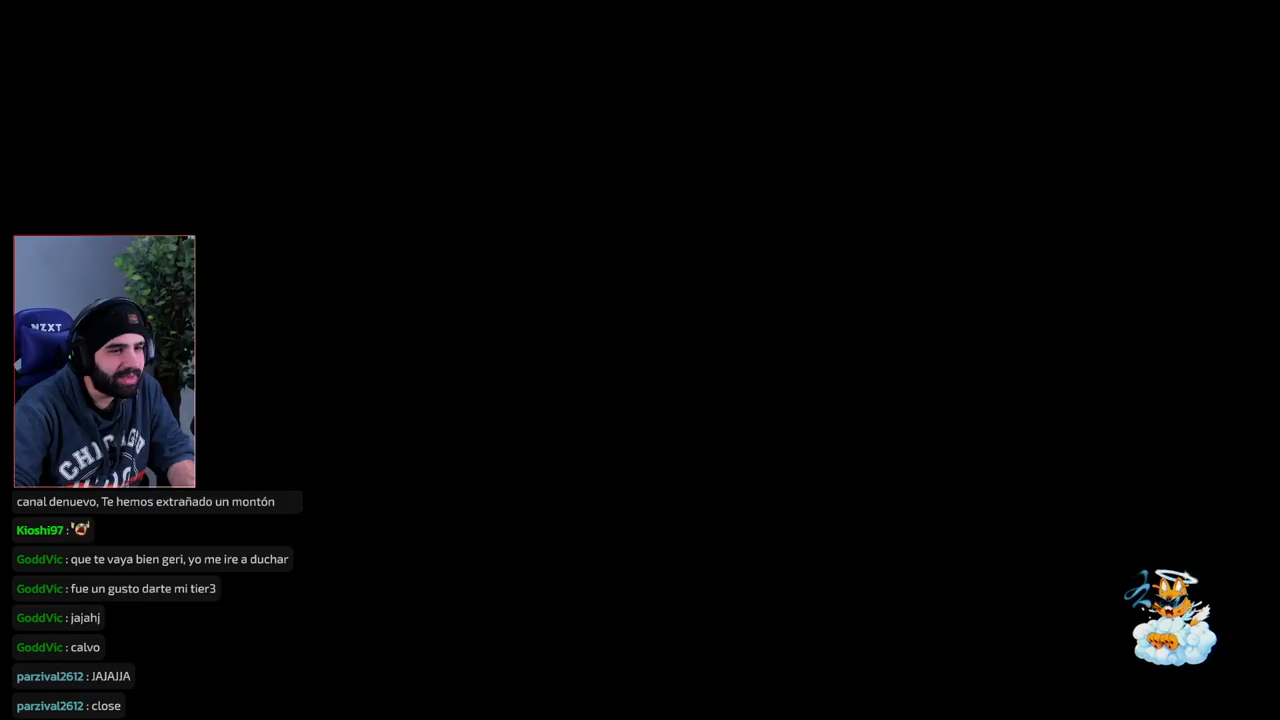 NZXT
CHICAGO
canal denuevo, Te hemos extrañado un montón
Kioshi97 :
GoddVic : que te vaya bien geri, yo me ire a duchar
GoddVic : fue un gusto darte mi tier3
GoddVic : jajahj
GoddVic : calvo
parzival2612 : JAJAJJA
parzival2612 : close